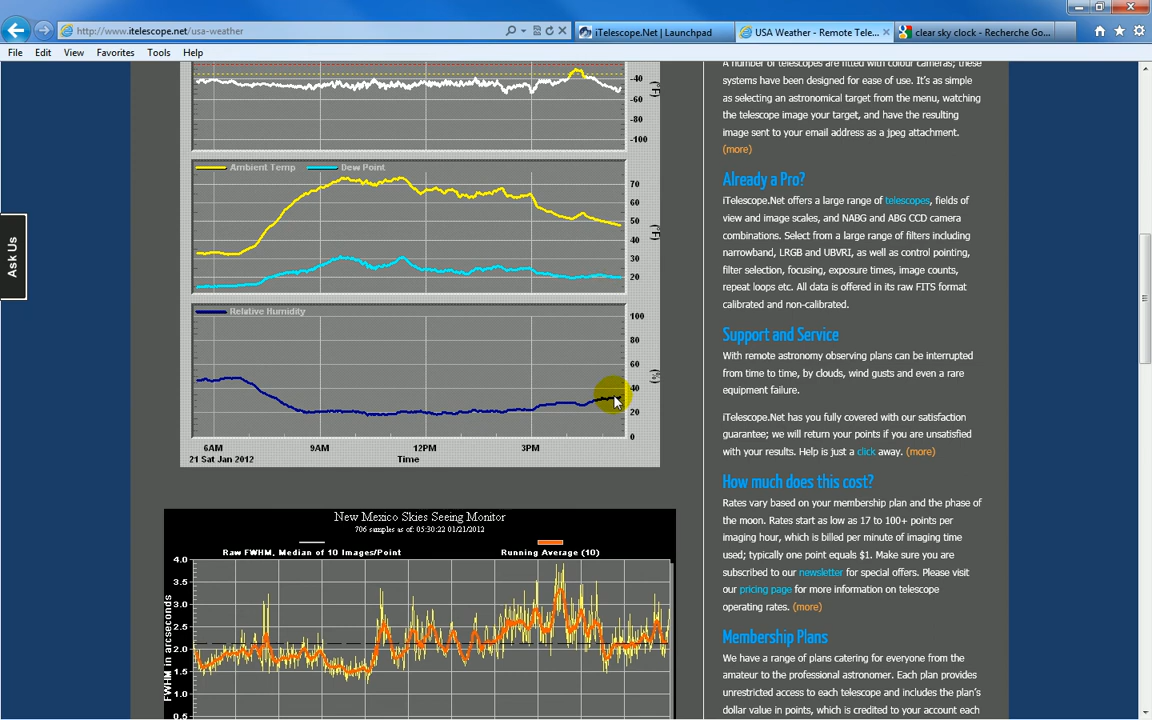 http://www.itelescope.net/usa-weather
iTelescope.Net | Launchpad
USA Weather - Remote Tele...
clear sky clock - Recherche Go...
File Edit View Favorites Tools Help
-40
-60
-80
-100
(°F)
Ambient Temp Dew Point
70
60
50
40
30
20
(°F)
Relative Humidity
100
80
60
40
20
0
(%)
6AM 9AM 12PM 3PM
21 Sat Jan 2012 Time
New Mexico Skies Seeing Monitor
706 samples as of: 05:30:22 01/21/2012
Raw FWHM, Median of 10 Images/Point Running Average (10)
4.0
3.5
3.0
2.5
2.0
1.5
1.0
0.5
FWHM in arcseconds
Ask Us
A number of telescopes are fitted with colour cameras; these
systems have been designed for ease of use. It's as simple
as selecting an astronomical target from the menu, watching
the telescope image your target, and have the resulting
image sent to your email address as a jpeg attachment.
(more)
Already a Pro?
iTelescope.Net offers a large range of telescopes, fields of
view and image scales, and NABG and ABG CCD camera
combinations. Select from a large range of filters including
narrowband, LRGB and UBVRI, as well as control pointing,
filter selection, focusing, exposure times, image counts,
repeat loops etc. All data is offered in its raw FITS format
calibrated and non-calibrated.
Support and Service
With remote astronomy observing plans can be interrupted
from time to time, by clouds, wind gusts and even a rare
equipment failure.
iTelescope.Net has you fully covered with our satisfaction
guarantee; we will return your points if you are unsatisfied
with your results. Help is just a click away. (more)
How much does this cost?
Rates vary based on your membership plan and the phase of
the moon. Rates start as low as 17 to 100+ points per
imaging hour, which is billed per minute of imaging time
used; typically one point equals $1. Make sure you are
subscribed to our newsletter for special offers. Please visit
our pricing page for more information on telescope
operating rates. (more)
Membership Plans
We have a range of plans catering for everyone from the
amateur to the professional astronomer. Each plan provides
unrestricted access to each telescope and includes the plan's
dollar value in points, which is credited to your account each